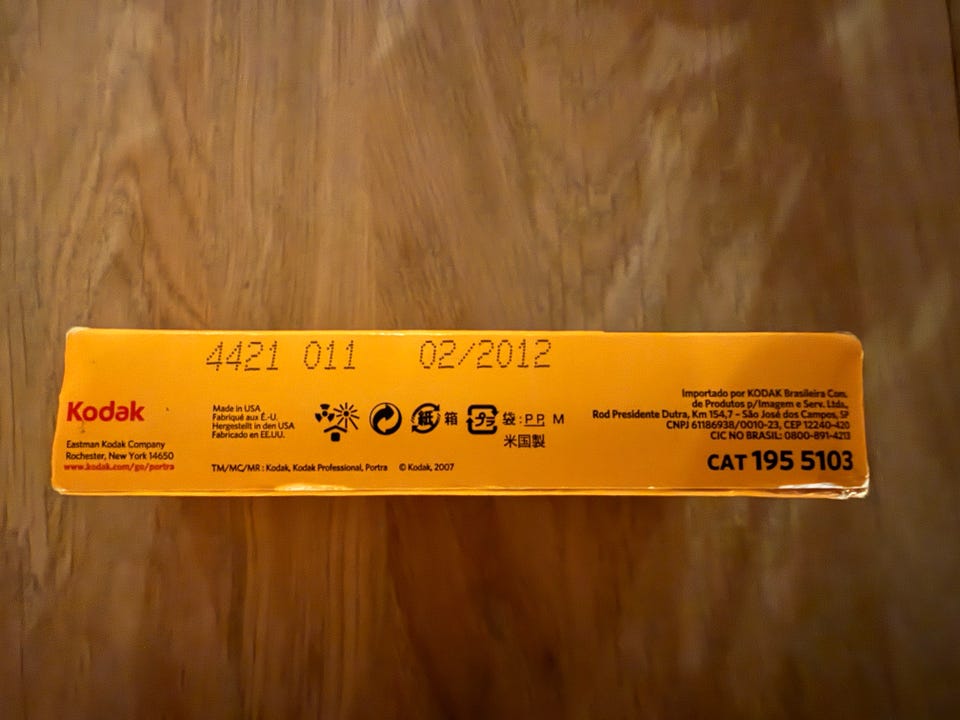 4421 011 02/2012
Kodak
Eastman Kodak Company
Rochester, New York 14650
www.kodak.com/go/portra
Made in USA
Fabriqué aux É.-U.
Hergestellt in den USA
Fabricado en EE.UU.
TM/MC/MR : Kodak, Kodak Professional, Portra © Kodak, 2007
紙 箱 プラ 袋 : PP M
米国製
Importado por KODAK Brasileira Com.
de Produtos p/Imagem e Serv. Ltda.,
Rod Presidente Dutra, Km 154,7 – São José dos Campos, SP
CNPJ 61186938/0010-23, CEP 12240-420
CIC NO BRASIL: 0800-891-4213
CAT 195 5103